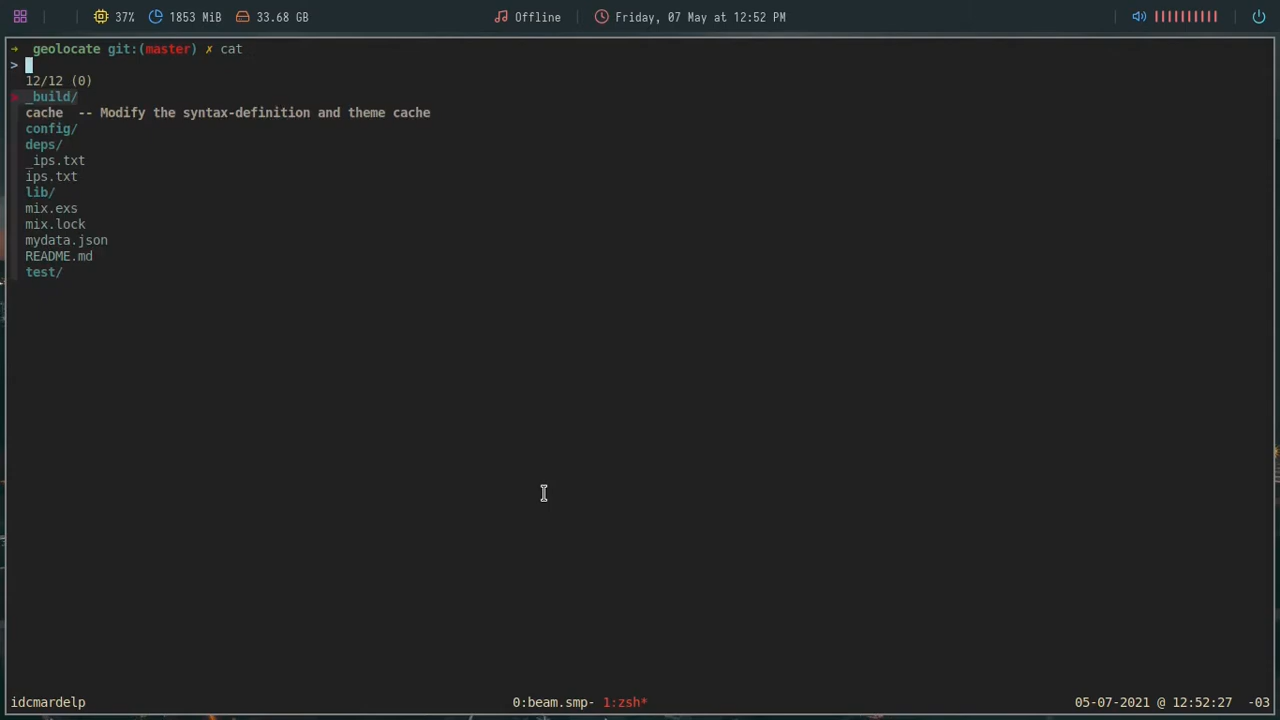 37% 1853 MiB 33.68 GB Offline Friday, 07 May at 12:52 PM
→ geolocate git:(master) ✗ cat
>
12/12 (0)
_build/
cache -- Modify the syntax-definition and theme cache
config/
deps/
_ips.txt
ips.txt
lib/
mix.exs
mix.lock
mydata.json
README.md
test/
idcmardelp 0:beam.smp- 1:zsh* 05-07-2021 @ 12:52:27 -03